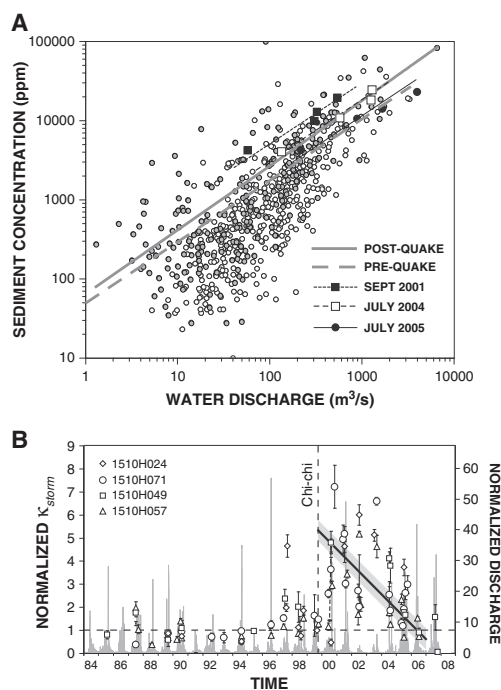 A
SEDIMENT CONCENTRATION (ppm)
100000
10000
1000
100
10
POST-QUAKE
PRE-QUAKE
SEPT 2001
JULY 2004
JULY 2005
1 10 100 1000 10000
WATER DISCHARGE (m³/s)
B
NORMALIZED κstorm
9
8
7
6
5
4
3
2
1
0
1510H024
1510H071
1510H049
1510H057
Chi-chi
60
50
40
30
20
10
0
NORMALIZED DISCHARGE
84 86 88 90 92 94 96 98 00 02 04 06 08
TIME